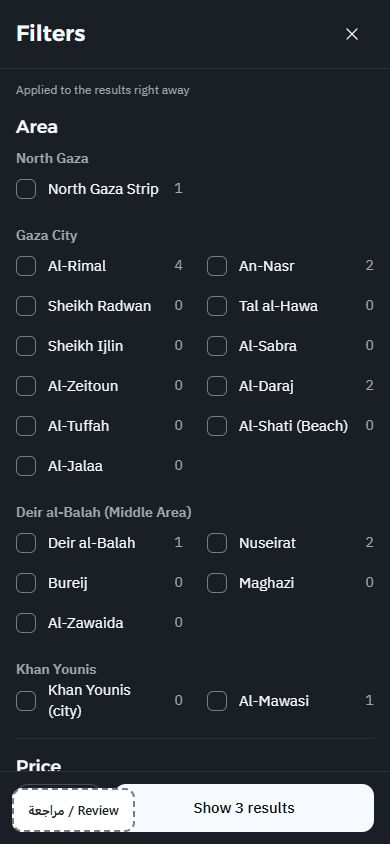 Filters
Applied to the results right away
Area
North Gaza
North Gaza Strip 1
Gaza City
Al-Rimal 4 An-Nasr 2
Sheikh Radwan 0 Tal al-Hawa 0
Sheikh Ijlin 0 Al-Sabra 0
Al-Zeitoun 0 Al-Daraj 2
Al-Tuffah 0 Al-Shati (Beach) 0
Al-Jalaa 0
Deir al-Balah (Middle Area)
Deir al-Balah 1 Nuseirat 2
Bureij 0 Maghazi 0
Al-Zawaida 0
Khan Younis
Khan Younis
(city) 0 Al-Mawasi 1
Price
مراجعة / Review Show 3 results